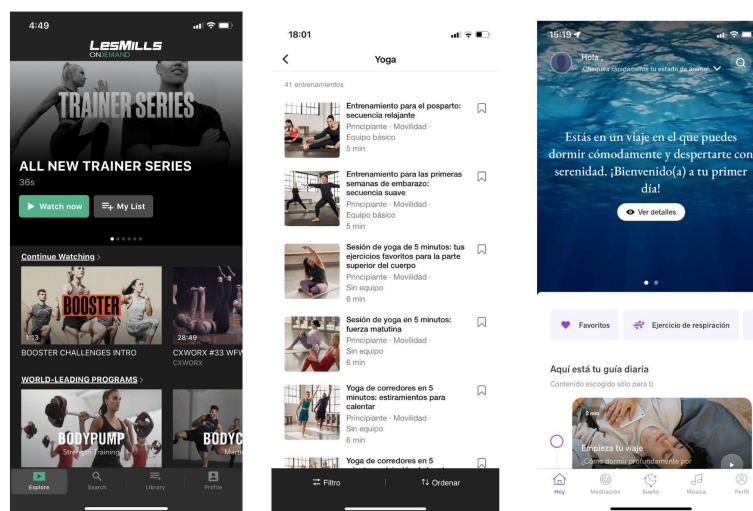 4:49
LesMills
ONDEMAND
TRAINER SERIES
ALL NEW TRAINER SERIES
36s
Watch now
My List
Continue Watching >
BOOSTER
1:13
28:49
BOOSTER CHALLENGES INTRO
CXWORX #33 WFW
CXWORX
WORLD-LEADING PROGRAMS >
BODYPUMP
Strength Training
BODYC
Marti
Explore
Search
Library
Profile
18:01
Yoga
41 entrenamientos
Entrenamiento para el posparto:
secuencia relajante
Principiante · Movilidad ·
Equipo básico
5 min
Entrenamiento para las primeras
semanas de embarazo:
secuencia suave
Principiante · Movilidad ·
Equipo básico
5 min
Sesión de yoga de 5 minutos: tus
ejercicios favoritos para la parte
superior del cuerpo
Principiante · Movilidad ·
Sin equipo
6 min
Sesión de yoga en 5 minutos:
fuerza matutina
Principiante · Movilidad ·
Sin equipo
6 min
Yoga de corredores en 5
minutos: estiramientos para
calentar
Principiante · Movilidad ·
Sin equipo
6 min
Yoga de corredores en 5
Filtro
Ordenar
15:19
Hola ,
Chequea rápidamente tu estado de ánimo
Estás en un viaje en el que puedes
dormir cómodamente y despertarte con
serenidad. ¡Bienvenido(a) a tu primer
día!
Ver detalles
Favoritos
Ejercicio de respiración
Aquí está tu guía diaria
Contenido escogido sólo para ti
2 min
Empieza tu viaje
¿Cómo dormir profundamente por
Hoy
Meditación
Sueño
Música
Perfil